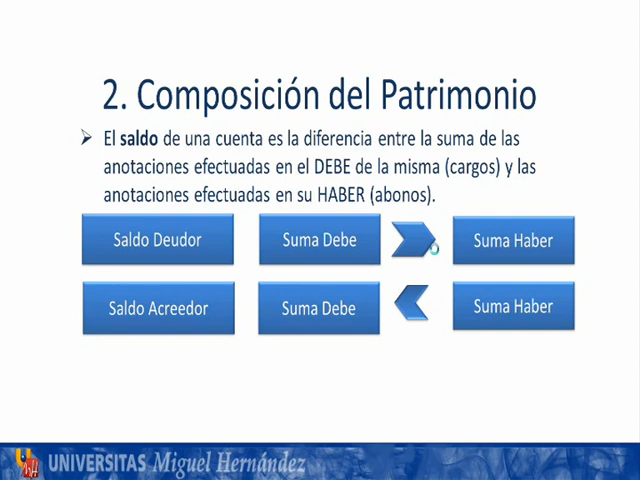 2. Composición del Patrimonio
El saldo de una cuenta es la diferencia entre la suma de las
anotaciones efectuadas en el DEBE de la misma (cargos) y las
anotaciones efectuadas en su HABER (abonos).
Saldo Deudor
Suma Debe
Suma Haber
Saldo Acreedor
Suma Debe
Suma Haber
UNIVERSITAS Miguel Hernández